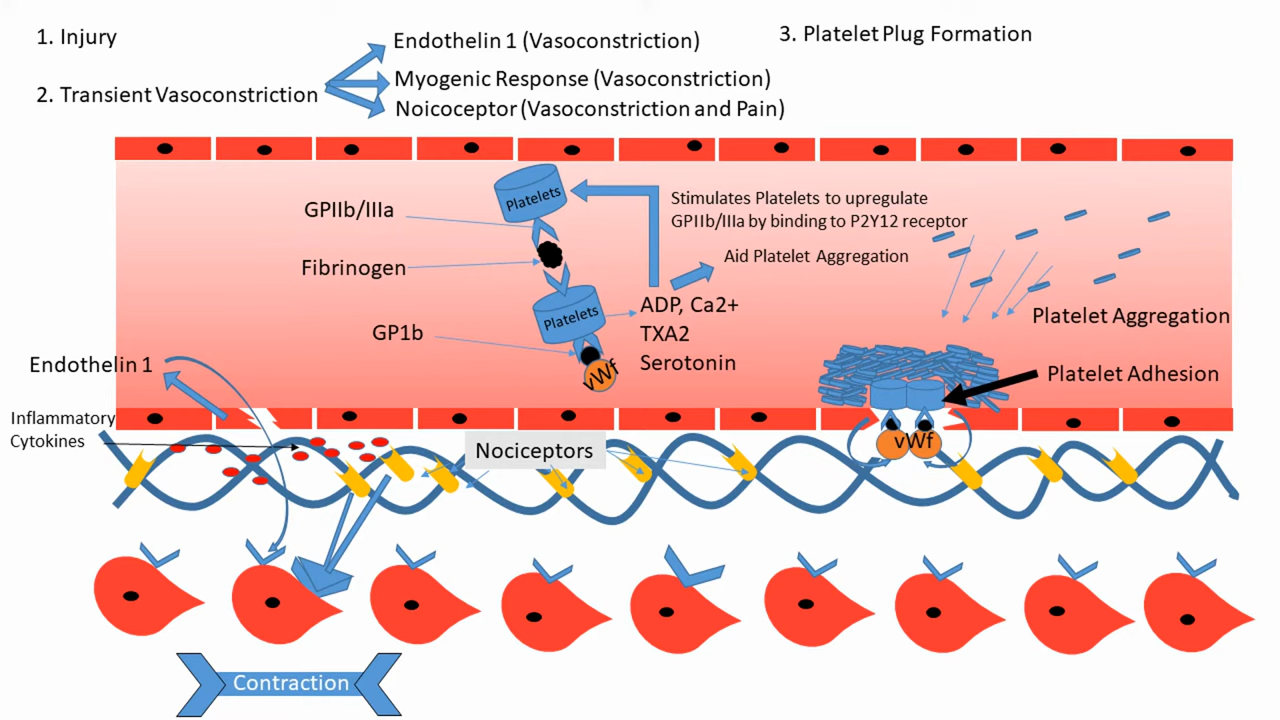 1. Injury
2. Transient Vasoconstriction
Endothelin 1 (Vasoconstriction)
Myogenic Response (Vasoconstriction)
Noicoceptor (Vasoconstriction and Pain)
3. Platelet Plug Formation
Platelets
GPIIb/IIIa
Fibrinogen
Platelets
GP1b
vWf
Stimulates Platelets to upregulate
GPIIb/IIIa by binding to P2Y12 receptor
Aid Platelet Aggregation
ADP, Ca2+
TXA2
Serotonin
Platelet Aggregation
Platelet Adhesion
Endothelin 1
Inflammatory
Cytokines
Nociceptors
vWf
Contraction